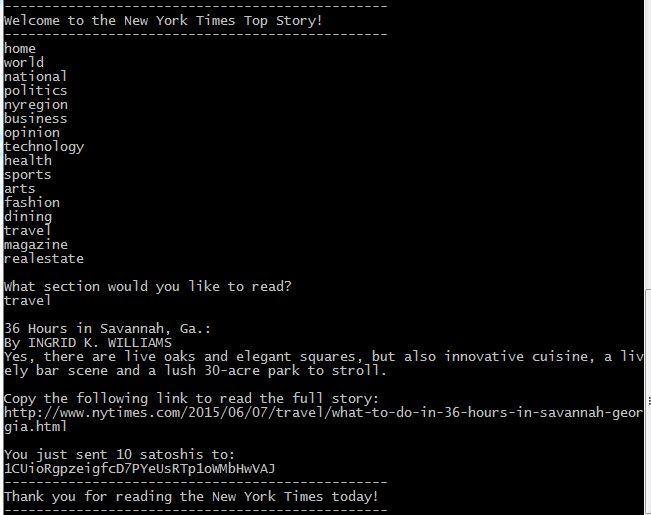 ------------------------------------------------
Welcome to the New York Times Top Story!
------------------------------------------------
home
world
national
politics
nyregion
business
opinion
technology
health
sports
arts
fashion
dining
travel
magazine
realestate
What section would you like to read?
travel
36 Hours in Savannah, Ga.:
By INGRID K. WILLIAMS
Yes, there are live oaks and elegant squares, but also innovative cuisine, a liv
ely bar scene and a lush 30-acre park to stroll.
Copy the following link to read the full story:
http://www.nytimes.com/2015/06/07/travel/what-to-do-in-36-hours-in-savannah-geor
gia.html
You just sent 10 satoshis to:
1CUioRgpzeigfcD7PYeUsRTp1oWMbHwVAJ
------------------------------------------------
Thank you for reading the New York Times today!
------------------------------------------------